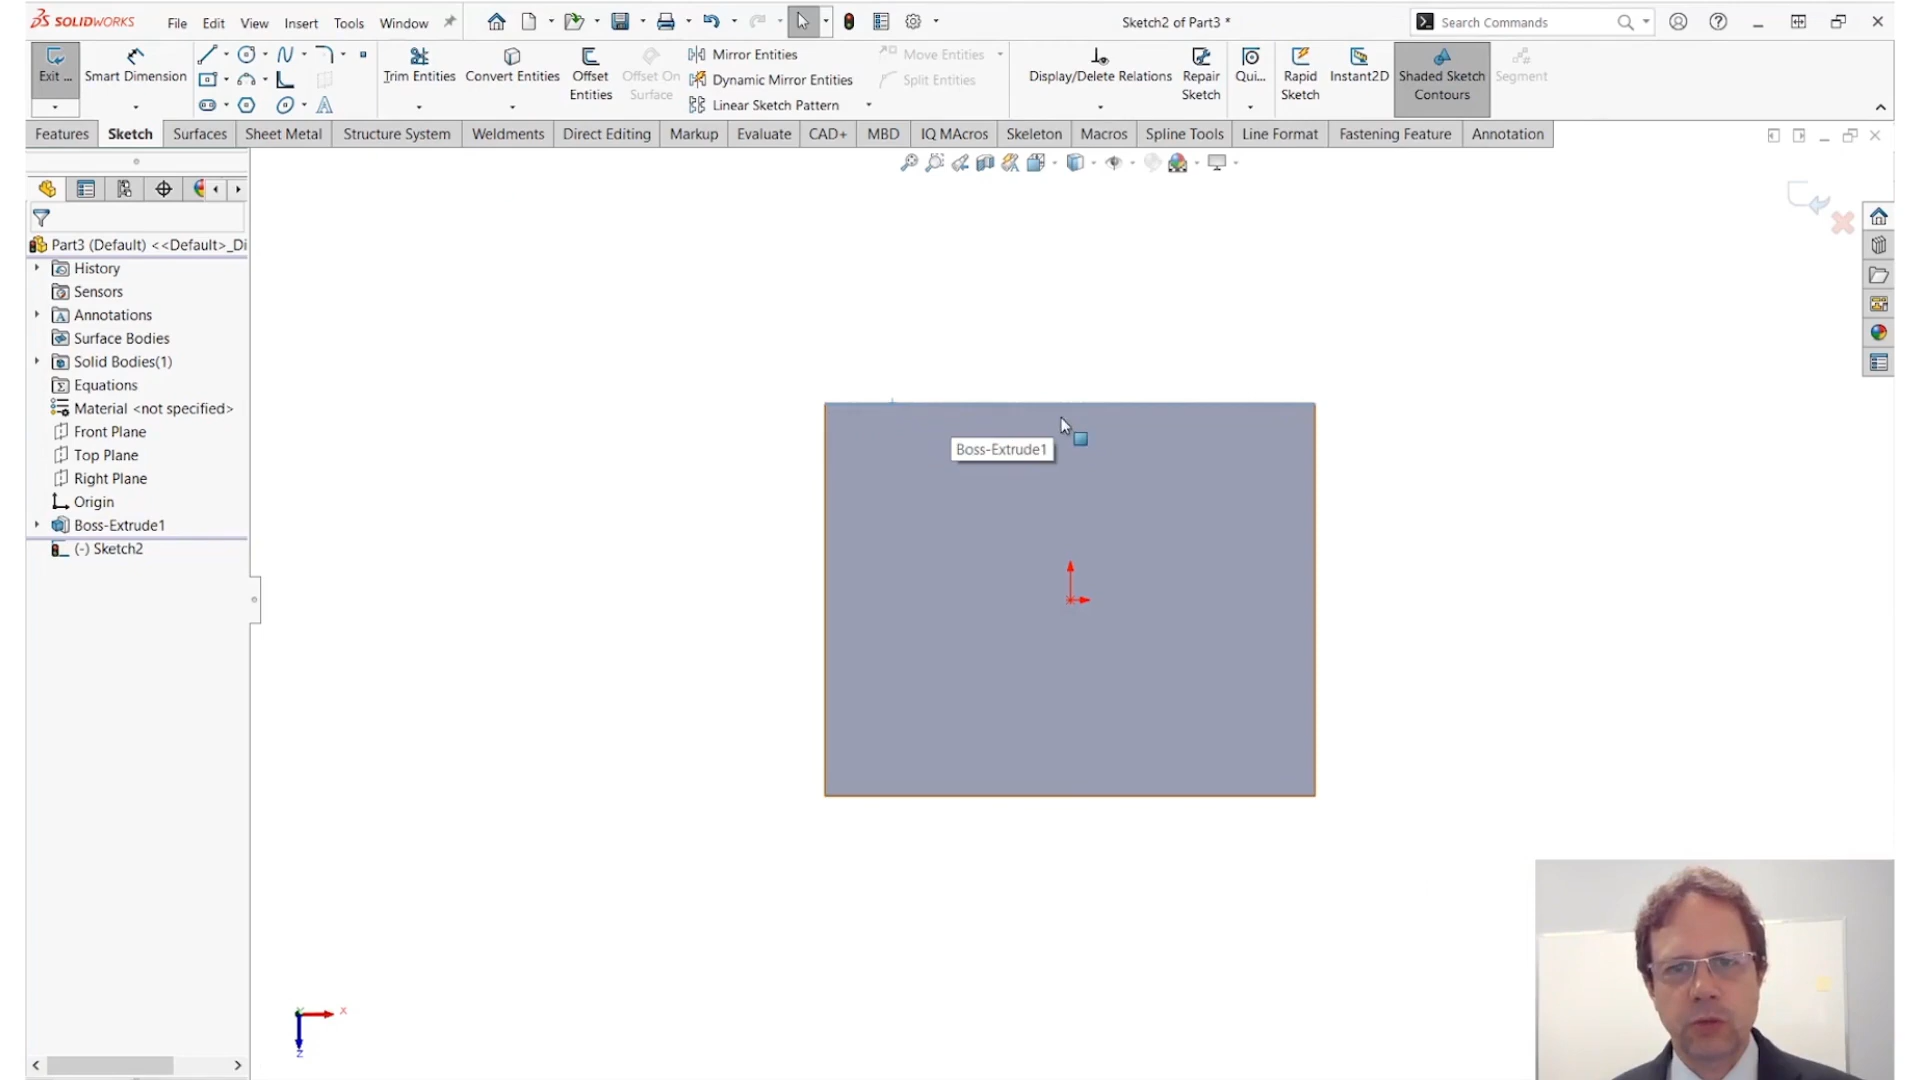 SOLIDWORKS File Edit View Insert Tools Window Sketch2 of Part3 * Search Commands
Exit ... Smart Dimension Trim Entities Convert Entities Offset Entities Offset On Surface Mirror Entities Dynamic Mirror Entities Linear Sketch Pattern Move Entities Split Entities Display/Delete Relations Repair Sketch Qui... Rapid Sketch Instant2D Shaded Sketch Contours Segment
Features Sketch Surfaces Sheet Metal Structure System Weldments Direct Editing Markup Evaluate CAD+ MBD IQ MAcros Skeleton Macros Spline Tools Line Format Fastening Feature Annotation
Part3 (Default) <<Default>_Di
History
Sensors
Annotations
Surface Bodies
Solid Bodies(1)
Equations
Material <not specified>
Front Plane
Top Plane
Right Plane
Origin
Boss-Extrude1
(-) Sketch2
Boss-Extrude1
Y
X
Z